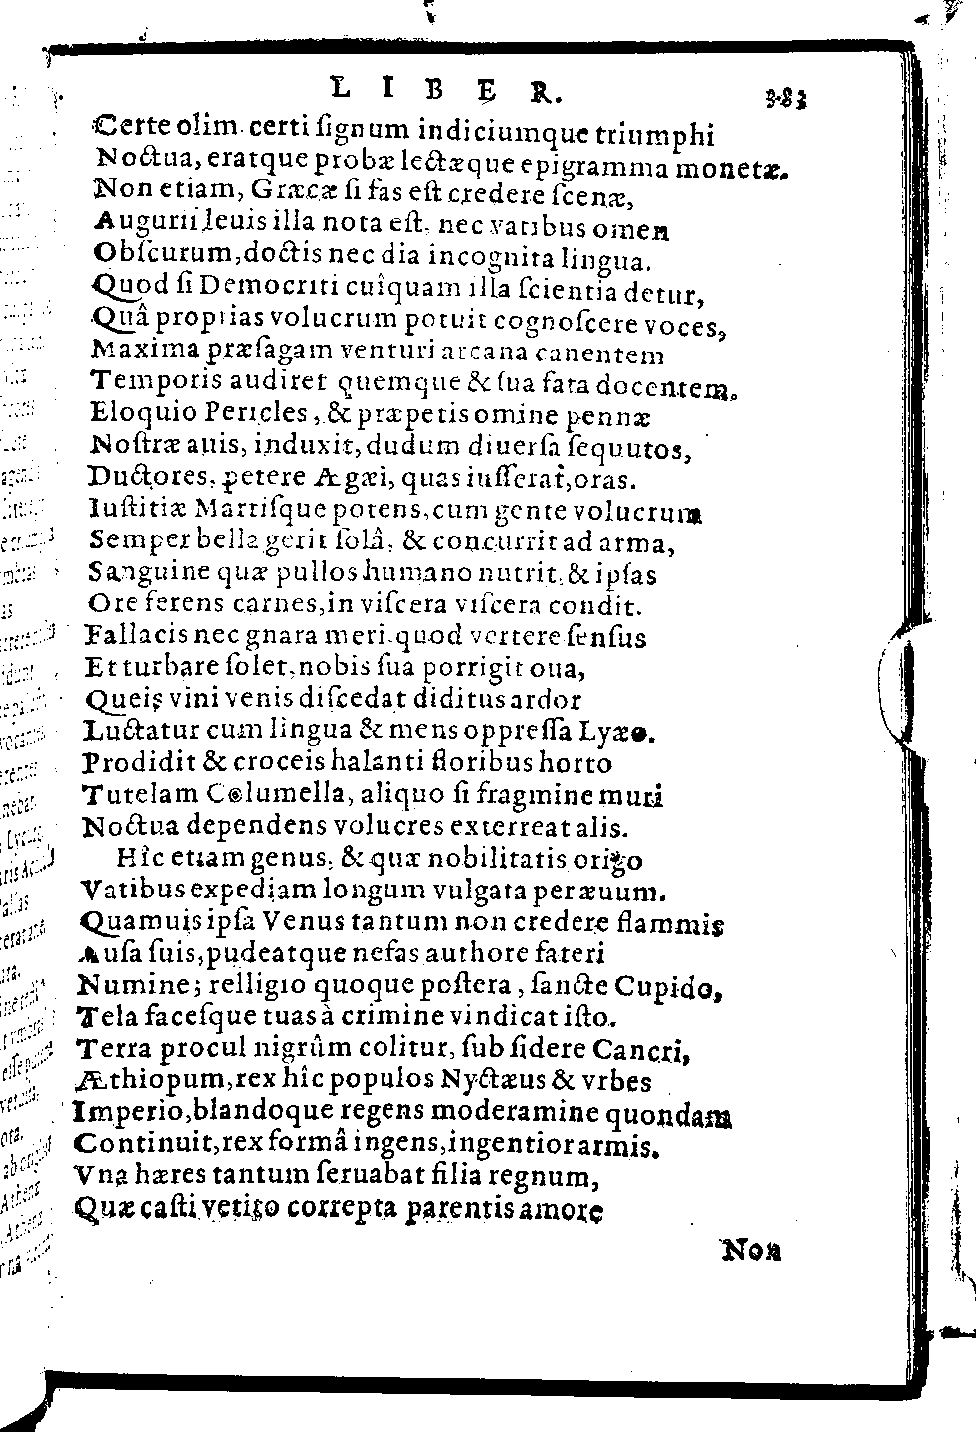 LIBER. 383
Certe olim certi ſignum indiciumque triumphi
Noctua, eratque probæ lectæque epigramma monetæ.
Non etiam, Græcæ ſi fas eſt credere ſcenæ,
Augurii leuis illa nota eſt, nec vatibus omen
Obſcurum, doctis nec dia incognita lingua.
Quod ſi Democriti cuîquam illa ſcientia detur,
Quâ proprias volucrum potuit cognoſcere voces,
Maxima præſagam venturi arcana canentem
Temporis audiret quemque & ſua fata docentem.
Eloquio Pericles, & præpetis omine pennæ
Noſtræ auis, induxit, dudum diuerſa ſequutos,
Ductores, petere Ægæi, quas iuſſerat, oras.
Iuſtitiæ Martiſque potens, cum gente volucrum
Semper bella gerit ſolâ, & concurrit ad arma,
Sanguine quæ pullos humano nutrit, & ipſas
Ore ferens carnes, in viſcera viſcera condit.
Fallacis nec gnara meri quod vertere ſenſus
Et turbare ſolet, nobis ſua porrigit oua,
Queis vini venis diſcedat diditus ardor
Luctatur cum lingua & mens oppreſſa Lyæo.
Prodidit & croceis halanti floribus horto
Tutelam Columella, aliquo ſi fragmine muri
Noctua dependens volucres exterreat alis.
Hîc etiam genus, & quæ nobilitatis origo
Vatibus expediam longum vulgata per æuum.
Quamuis ipſa Venus tantum non credere flammis
Auſa ſuis, pudeatque nefas authore fateri
Numine; relligio quoque poſtera, ſancte Cupido,
Tela faceſque tuas à crimine vindicat iſto.
Terra procul nigrûm colitur, ſub ſidere Cancri,
Æthiopum, rex hîc populos Nyctæus & vrbes
Imperio, blandoque regens moderamine quondam
Continuit, rex formâ ingens, ingentior armis.
Vna hæres tantum ſeruabat filia regnum,
Quæ caſti vetito correpta parentis amore
Non